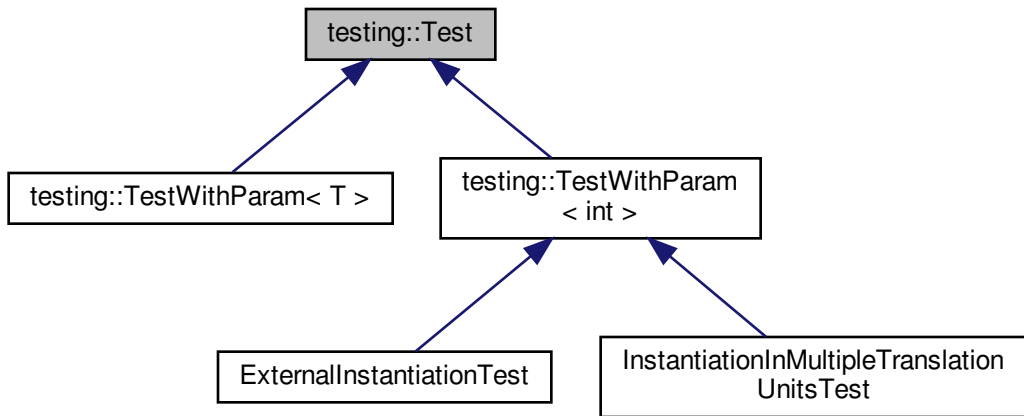 testing::Test
testing::TestWithParam< T >
testing::TestWithParam
< int >
ExternalInstantiationTest
InstantiationInMultipleTranslation
UnitsTest